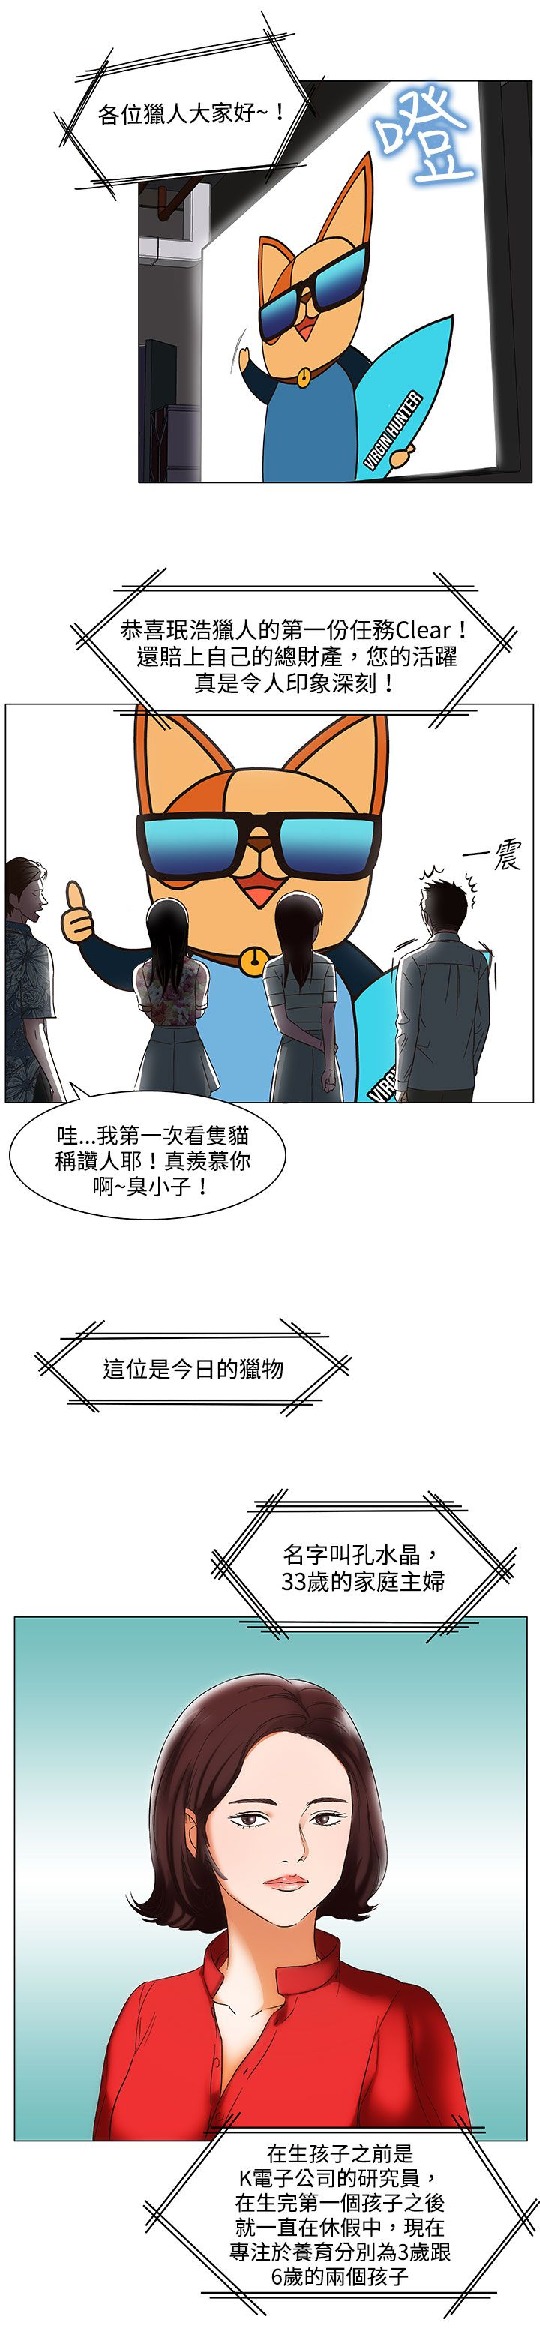 各位獵人大家好~！
噔
VIRGIN HUNTER
恭喜珉浩獵人的第一份任務Clear！
還賠上自己的總財產，您的活躍
真是令人印象深刻！
一震
VIRGIN
哇...我第一次看隻貓
稱讚人耶！真羨慕你
啊~臭小子！
這位是今日的獵物
名字叫孔水晶，
33歲的家庭主婦
在生孩子之前是
K電子公司的研究員，
在生完第一個孩子之後
就一直在休假中，現在
專注於養育分別為3歲跟
6歲的兩個孩子